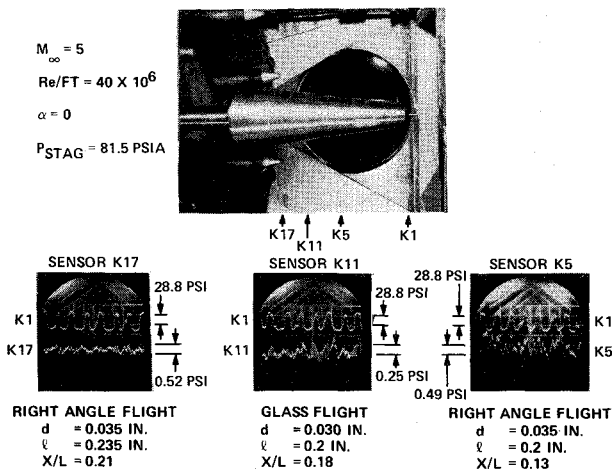 M∞ = 5
Re/FT = 40 X 10⁶
α = 0
PSTAG = 81.5 PSIA
K17
K11
K5
K1
SENSOR K17
28.8 PSI
K1
K17
0.52 PSI
RIGHT ANGLE FLIGHT
d = 0.035 IN.
ℓ = 0.235 IN.
X/L = 0.21
SENSOR K11
28.8 PSI
K1
K11
0.25 PSI
GLASS FLIGHT
d = 0.030 IN.
ℓ = 0.2 IN.
X/L = 0.18
SENSOR K5
28.8 PSI
K1
K5
0.49 PSI
RIGHT ANGLE FLIGHT
d = 0.035 IN.
ℓ = 0.2 IN.
X/L = 0.13